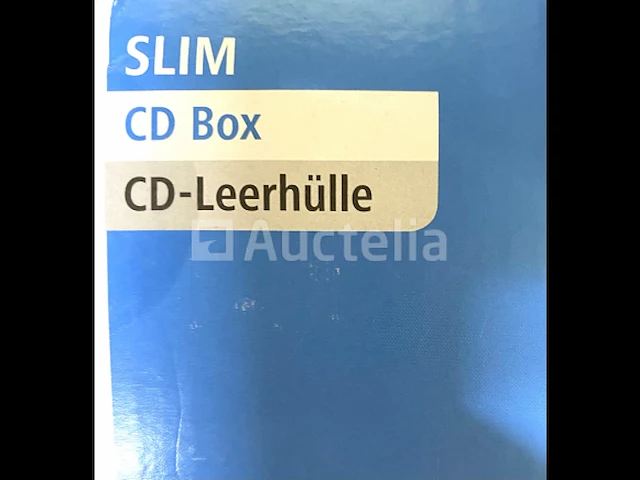 SLIM
CD Box
CD-Leerhülle
Auctelia